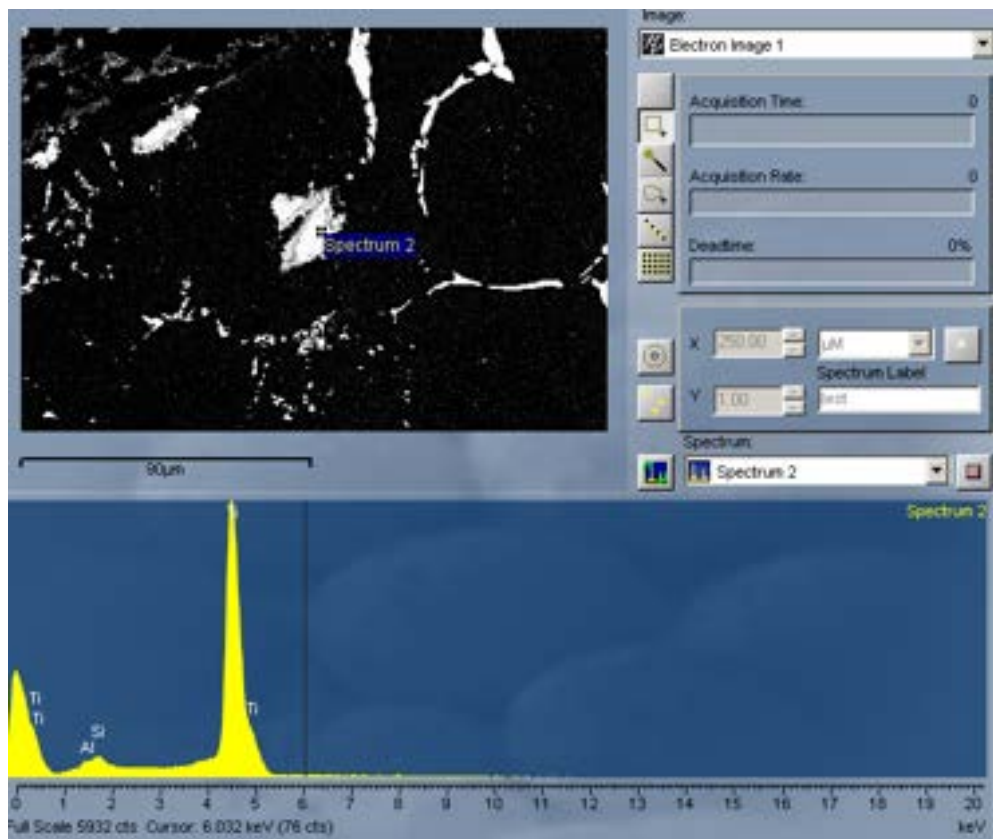 Image:
Electron Image 1
Acquisition Time: 0
Acquisition Rate: 0
Deadtime: 0%
Spectrum 2
X 250.00 µM
Spectrum Label
Y 1.00 test
90µm
Spectrum:
Spectrum 2
Spectrum 2
Ti
Ti
Ti
Si
Al
0 1 2 3 4 5 6 7 8 9 10 11 12 13 14 15 16 17 18 19 20
Full Scale 5932 cts Cursor: 6.032 keV (76 cts) keV